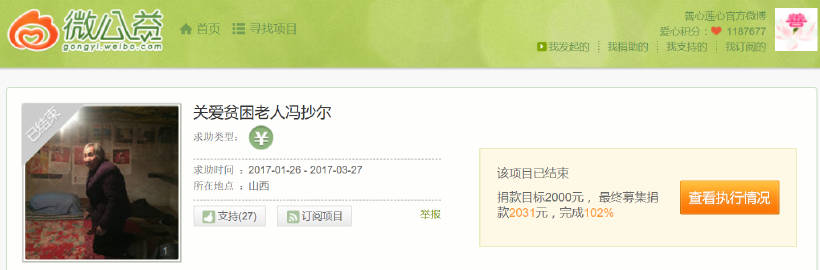 微公益
gongyi.weibo.com
首页 寻找项目
善心莲心官方微博
爱心积分：1187677
我发起的 我捐助的 我支持的 我订阅的
善
已结束
1
关爱贫困老人冯抄尔
求助类型： ¥
求助时间 ： 2017-01-26 - 2017-03-27
所在地点 ： 山西
支持(27) 订阅项目 举报
该项目已结束
捐款目标2000元， 最终募集捐
款2031元，完成102%
查看执行情况